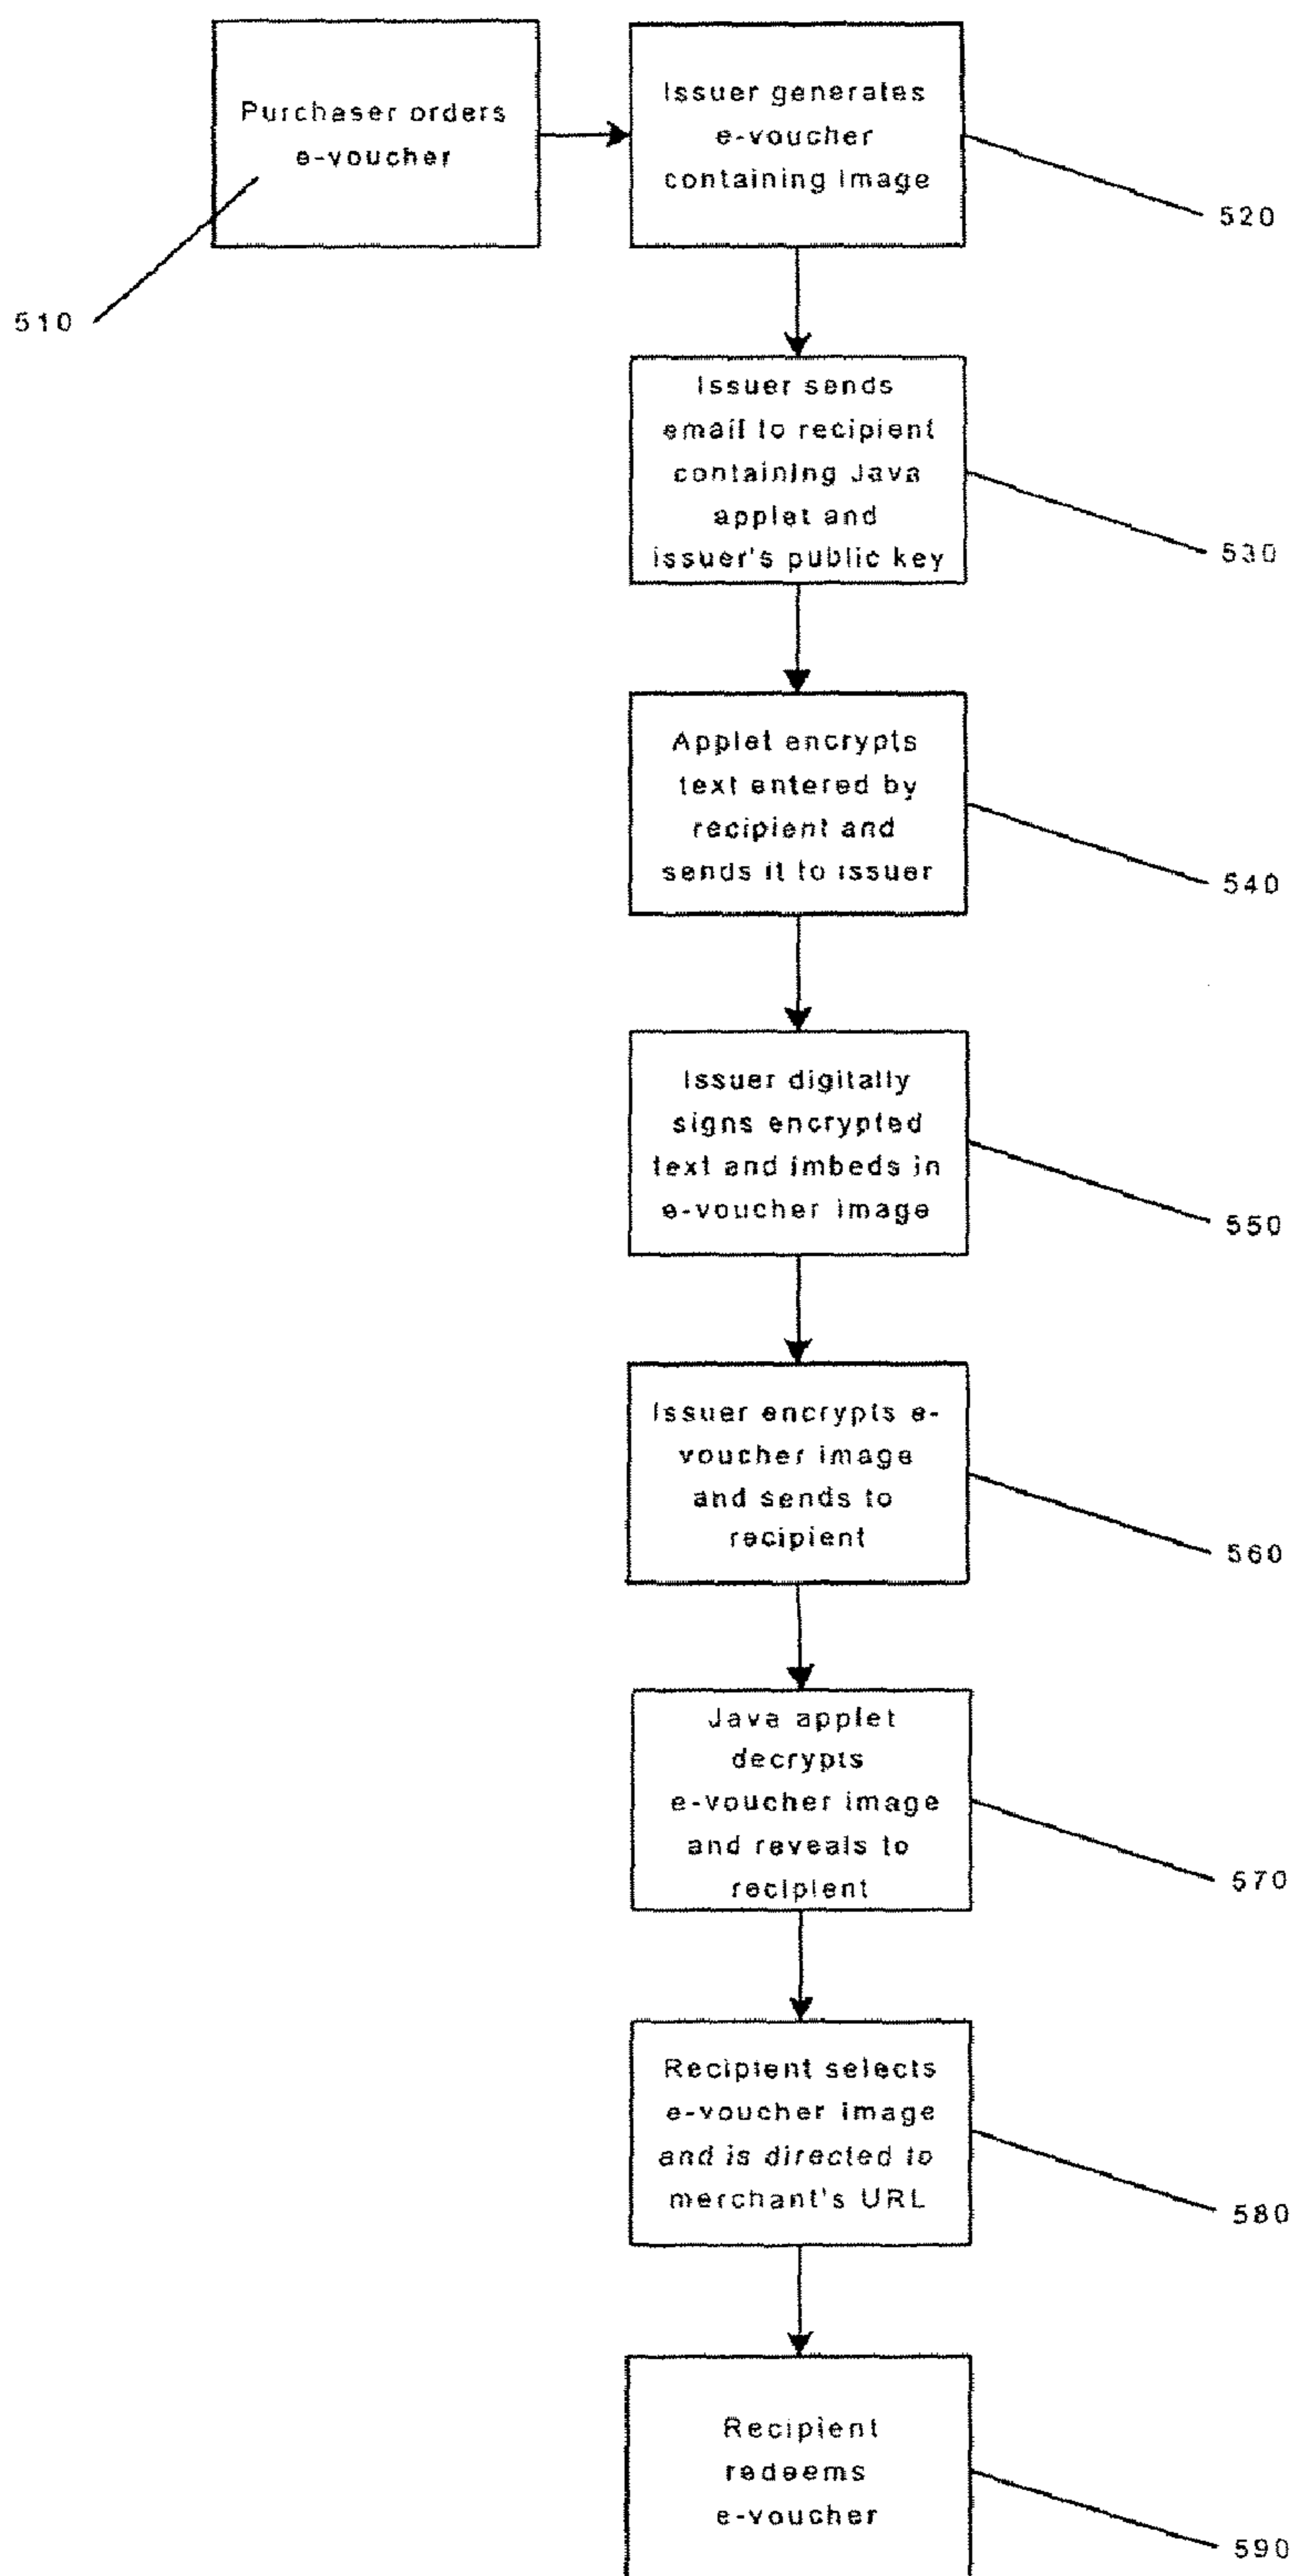 Purchaser orders
e-voucher
510
Issuer generates
e-voucher
containing image
520
Issuer sends
email to recipient
containing Java
applet and
issuer's public key
530
Applet encrypts
text entered by
recipient and
sends it to issuer
540
Issuer digitally
signs encrypted
text and imbeds in
e-voucher image
550
Issuer encrypts e-
voucher image
and sends to
recipient
560
Java applet
decrypts
e-voucher image
and reveals to
recipient
570
Recipient selects
e-voucher image
and is directed to
merchant's URL
580
Recipient
redeems
e-voucher
590